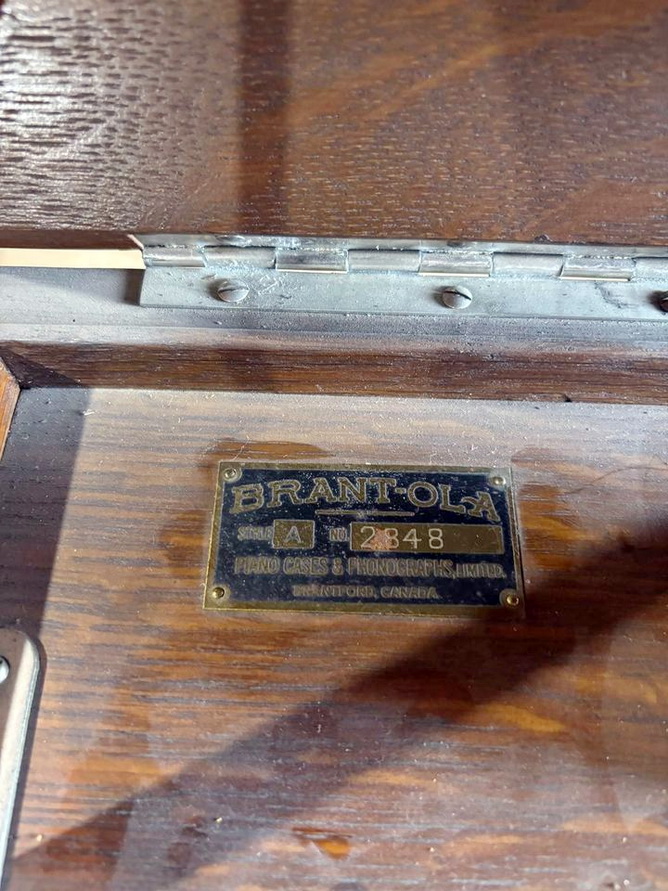 BRANT-OLA
STYLE A NO. 2848
PIANO CASES & PHONOGRAPHS, LIMITED.
BRANTFORD, CANADA.